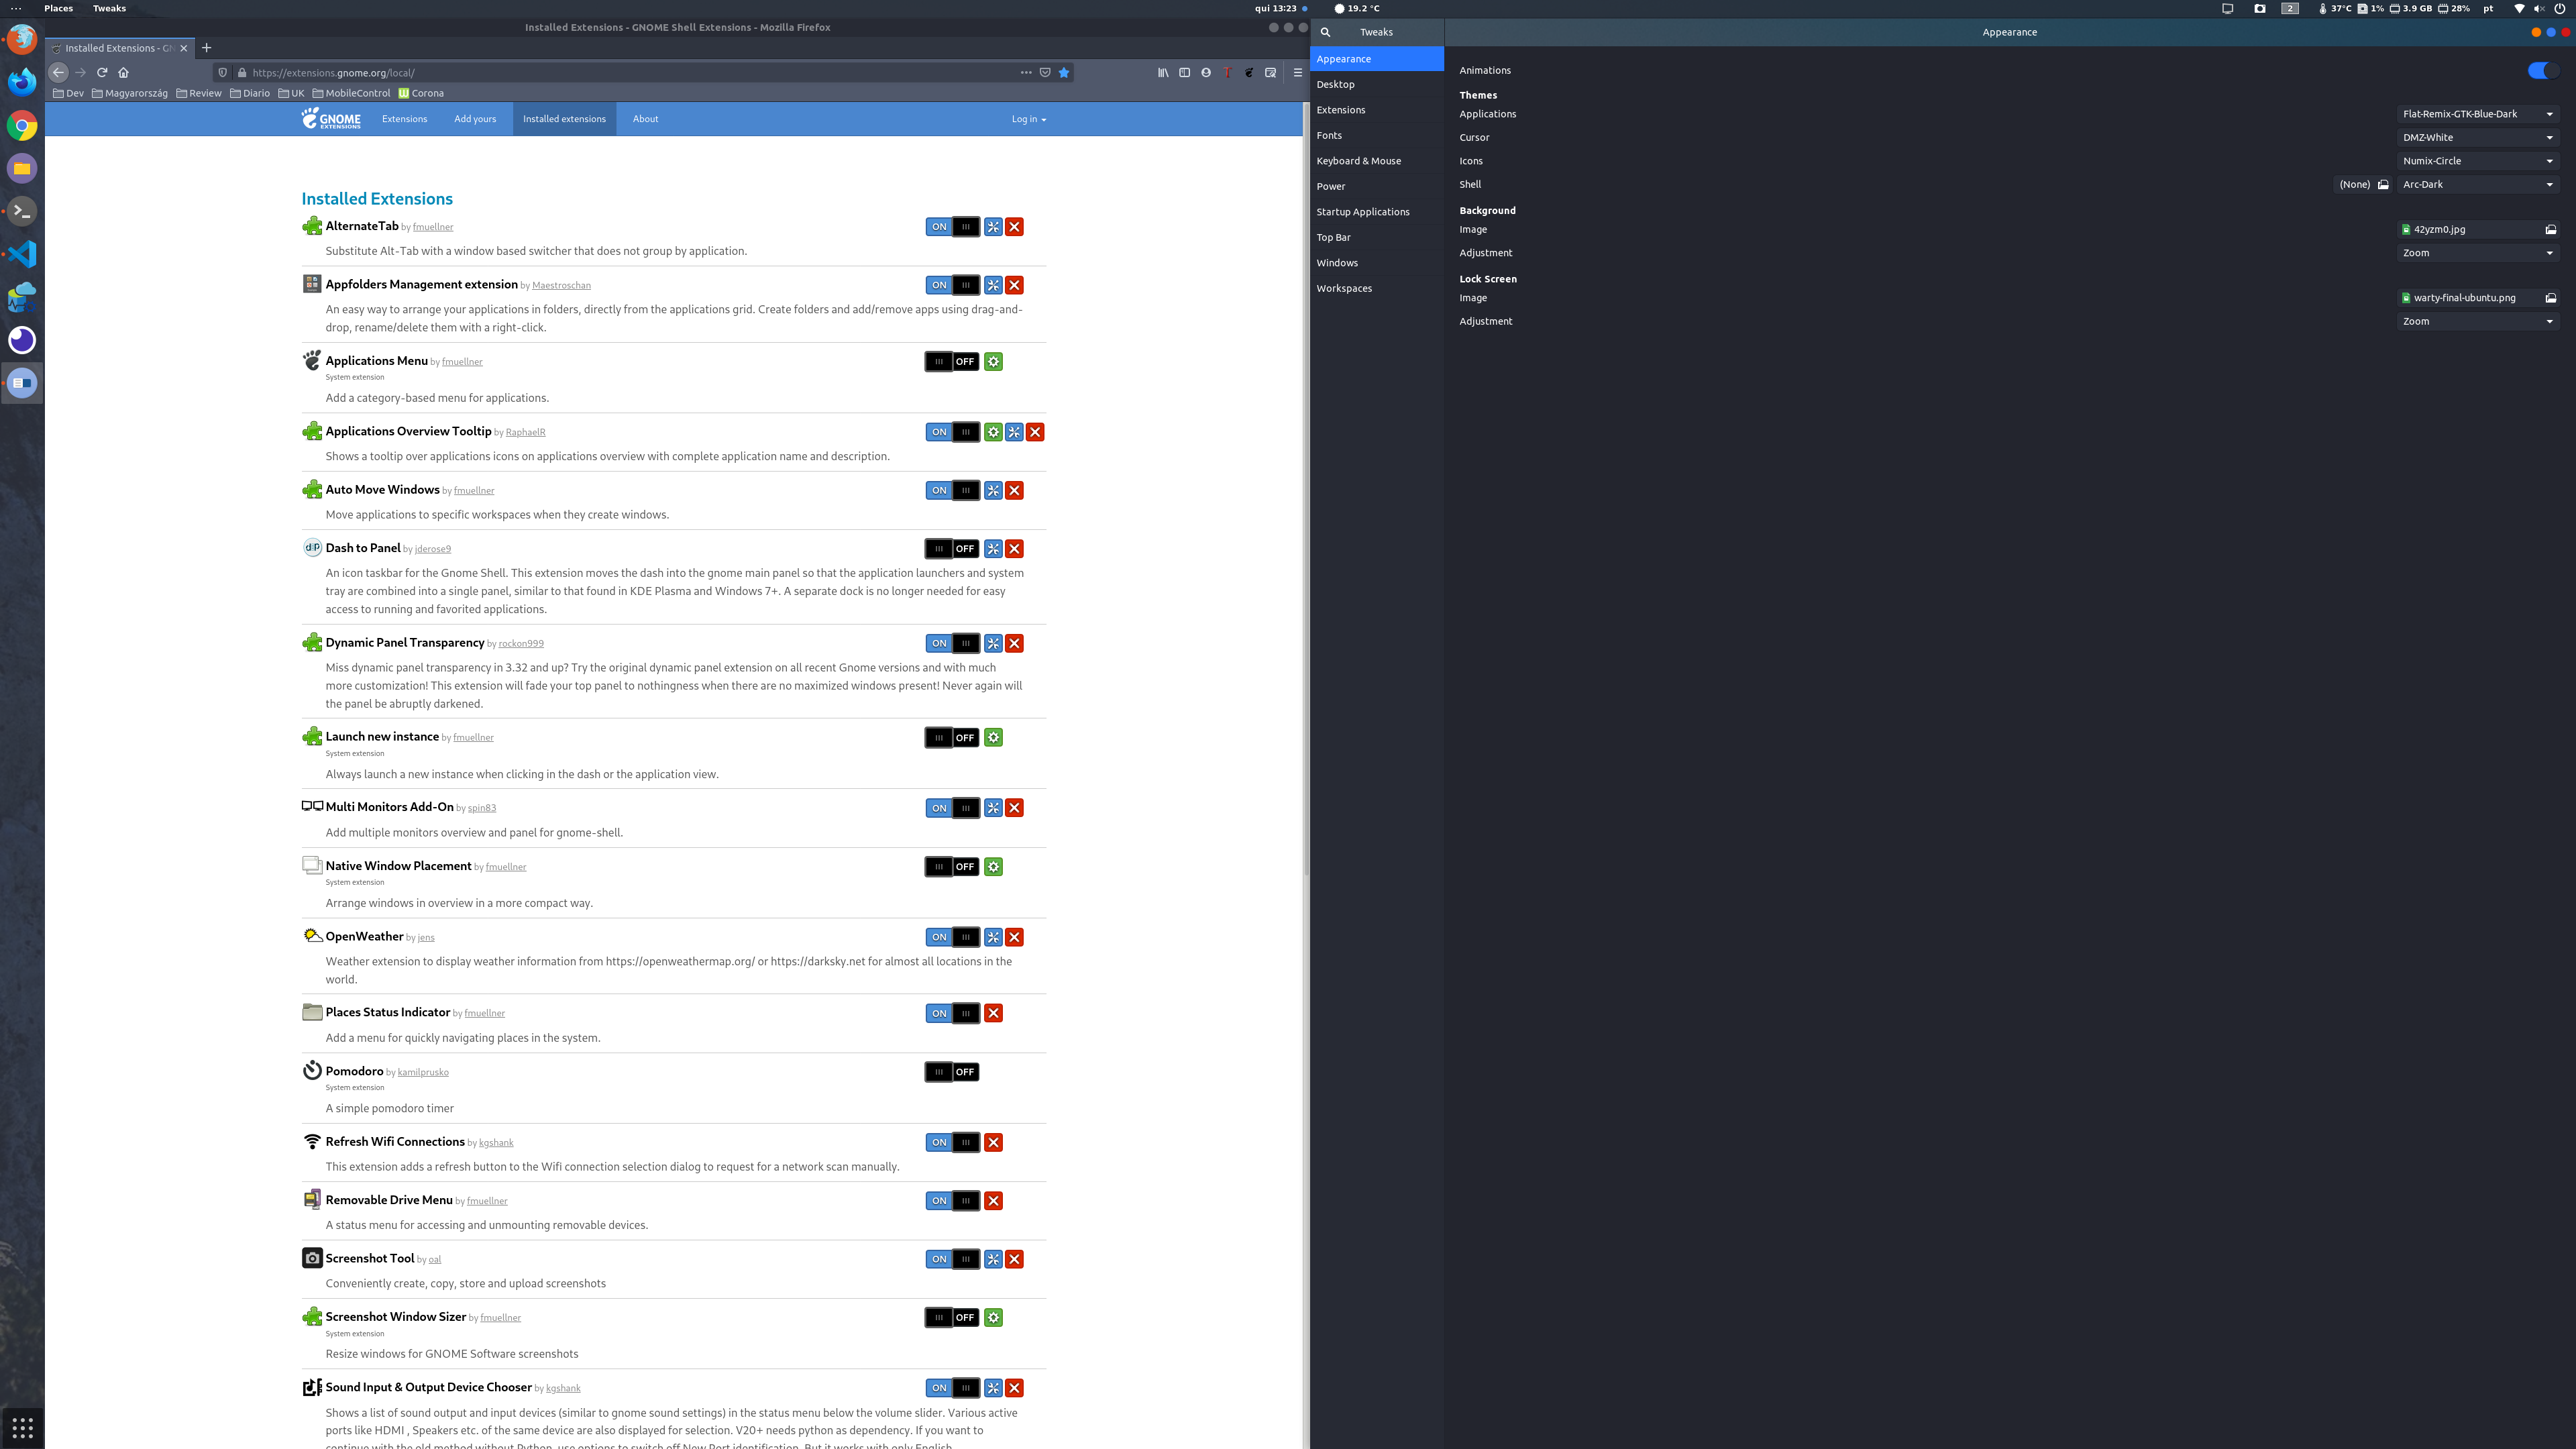 Places Tweaks
qui 13:23
19.2 °C
2
37°C 1% 3.9 GB 28% pt
Installed Extensions - GNOME Shell Extensions - Mozilla Firefox
Installed Extensions - GN
https://extensions.gnome.org/local/
Dev Magyarország Review Diario UK MobileControl Corona
GNOME EXTENSIONS Extensions Add yours Installed extensions About Log in
Installed Extensions
AlternateTab by fmuellner ON
Substitute Alt-Tab with a window based switcher that does not group by application.
Appfolders Management extension by Maestroschan ON
An easy way to arrange your applications in folders, directly from the applications grid. Create folders and add/remove apps using drag-and-
drop, rename/delete them with a right-click.
Applications Menu by fmuellner OFF
System extension
Add a category-based menu for applications.
Applications Overview Tooltip by RaphaelR ON
Shows a tooltip over applications icons on applications overview with complete application name and description.
Auto Move Windows by fmuellner ON
Move applications to specific workspaces when they create windows.
Dash to Panel by jderose9 OFF
An icon taskbar for the Gnome Shell. This extension moves the dash into the gnome main panel so that the application launchers and system
tray are combined into a single panel, similar to that found in KDE Plasma and Windows 7+. A separate dock is no longer needed for easy
access to running and favorited applications.
Dynamic Panel Transparency by rockon999 ON
Miss dynamic panel transparency in 3.32 and up? Try the original dynamic panel extension on all recent Gnome versions and with much
more customization! This extension will fade your top panel to nothingness when there are no maximized windows present! Never again will
the panel be abruptly darkened.
Launch new instance by fmuellner OFF
System extension
Always launch a new instance when clicking in the dash or the application view.
Multi Monitors Add-On by spin83 ON
Add multiple monitors overview and panel for gnome-shell.
Native Window Placement by fmuellner OFF
System extension
Arrange windows in overview in a more compact way.
OpenWeather by jens ON
Weather extension to display weather information from https://openweathermap.org/ or https://darksky.net for almost all locations in the
world.
Places Status Indicator by fmuellner ON
Add a menu for quickly navigating places in the system.
Pomodoro by kamilprusko OFF
System extension
A simple pomodoro timer
Refresh Wifi Connections by kgshank ON
This extension adds a refresh button to the Wifi connection selection dialog to request for a network scan manually.
Removable Drive Menu by fmuellner ON
A status menu for accessing and unmounting removable devices.
Screenshot Tool by oal ON
Conveniently create, copy, store and upload screenshots
Screenshot Window Sizer by fmuellner OFF
System extension
Resize windows for GNOME Software screenshots
Sound Input & Output Device Chooser by kgshank ON
Shows a list of sound output and input devices (similar to gnome sound settings) in the status menu below the volume slider. Various active
ports like HDMI , Speakers etc. of the same device are also displayed for selection. V20+ needs python as dependency. If you want to
continue with the old method without Python, use options to switch off New Port identification. But it works with only English
Tweaks
Appearance
Desktop
Extensions
Fonts
Keyboard & Mouse
Power
Startup Applications
Top Bar
Windows
Workspaces
Appearance
Animations
Themes
Applications Flat-Remix-GTK-Blue-Dark
Cursor DMZ-White
Icons Numix-Circle
Shell (None) Arc-Dark
Background
Image 42yzm0.jpg
Adjustment Zoom
Lock Screen
Image warty-final-ubuntu.png
Adjustment Zoom